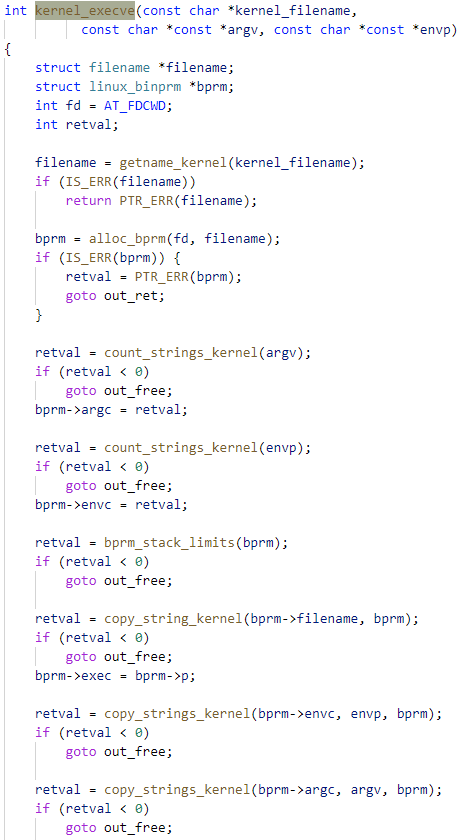 int kernel_execve(const char *kernel_filename,
const char *const *argv, const char *const *envp)
{
struct filename *filename;
struct linux_binprm *bprm;
int fd = AT_FDCWD;
int retval;
filename = getname_kernel(kernel_filename);
if (IS_ERR(filename))
return PTR_ERR(filename);
bprm = alloc_bprm(fd, filename);
if (IS_ERR(bprm)) {
retval = PTR_ERR(bprm);
goto out_ret;
}
retval = count_strings_kernel(argv);
if (retval < 0)
goto out_free;
bprm->argc = retval;
retval = count_strings_kernel(envp);
if (retval < 0)
goto out_free;
bprm->envc = retval;
retval = bprm_stack_limits(bprm);
if (retval < 0)
goto out_free;
retval = copy_string_kernel(bprm->filename, bprm);
if (retval < 0)
goto out_free;
bprm->exec = bprm->p;
retval = copy_strings_kernel(bprm->envc, envp, bprm);
if (retval < 0)
goto out_free;
retval = copy_strings_kernel(bprm->argc, argv, bprm);
if (retval < 0)
goto out_free;